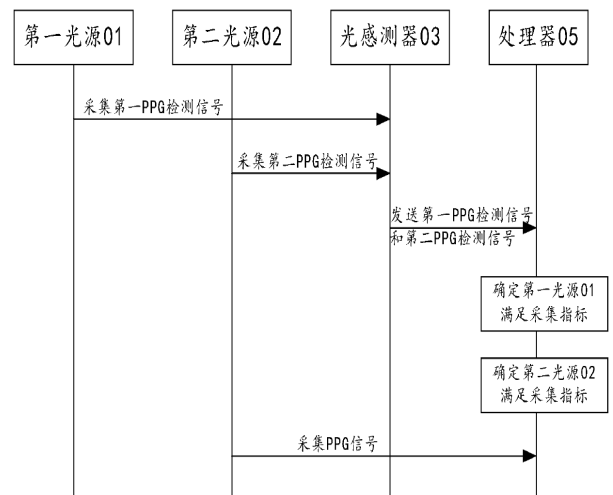 第一光源01
第二光源02
光感测器03
处理器05
采集第一PPG检测信号
采集第二PPG检测信号
发送第一PPG检测信号
和第二PPG检测信号
确定第一光源01
满足采集指标
确定第二光源02
满足采集指标
采集PPG信号